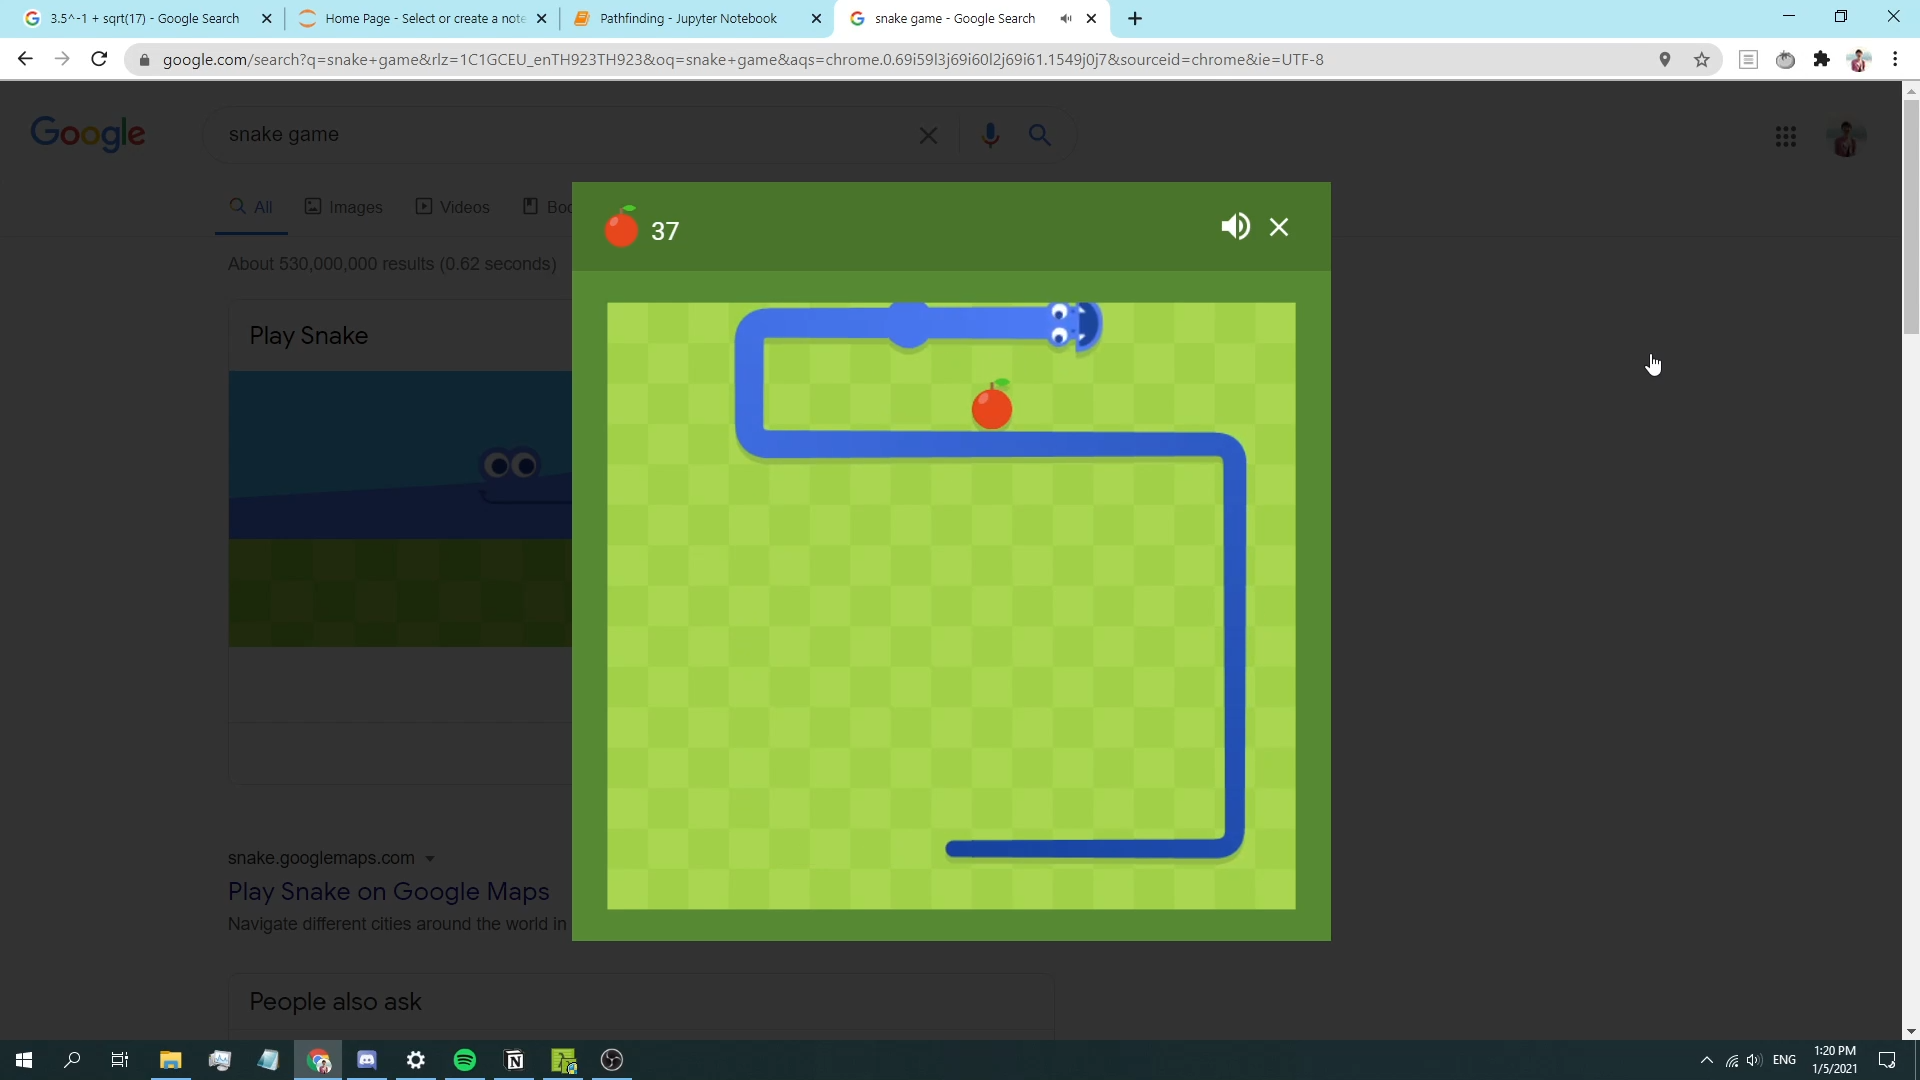 3.5^-1 + sqrt(17) - Google Search
Home Page - Select or create a note
Pathfinding - Jupyter Notebook
snake game - Google Search
google.com/search?q=snake+game&rlz=1C1GCEU_enTH923TH923&oq=snake+game&aqs=chrome.0.69i59l3j69i60l2j69i61.1549j0j7&sourceid=chrome&ie=UTF-8
Google
snake game
All
Images
Videos
Boo
37
About 530,000,000 results (0.62 seconds)
Play Snake
snake.googlemaps.com
Play Snake on Google Maps
Navigate different cities around the world in
People also ask
ENG
1:20 PM
1/5/2021